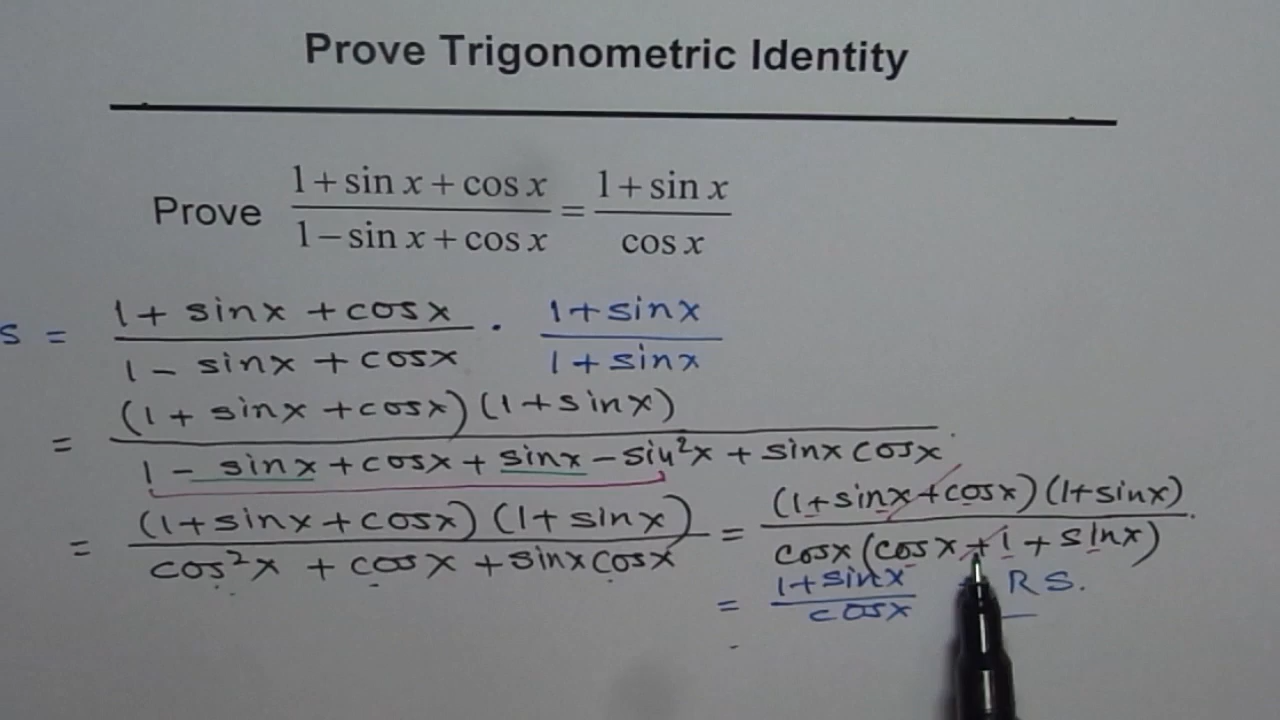 Prove Trigonometric Identity
Prove (1 + sin x + cos x)/(1 − sin x + cos x) = (1 + sin x)/(cos x)
S = (1 + sinx + cosx)/(1 − sinx + cosx) · (1 + sinx)/(1 + sinx)
= (1 + sinx + cosx)(1 + sinx)/(1 − sinx + cosx + sinx − sin²x + sinx cosx)
= (1 + sinx + cosx)(1 + sinx)/(cos²x + cosx + sinx cosx) = (1 + sinx + cosx)(1 + sinx)/(cosx(cosx + 1 + sinx))
= (1 + sinx)/(cosx) RS.